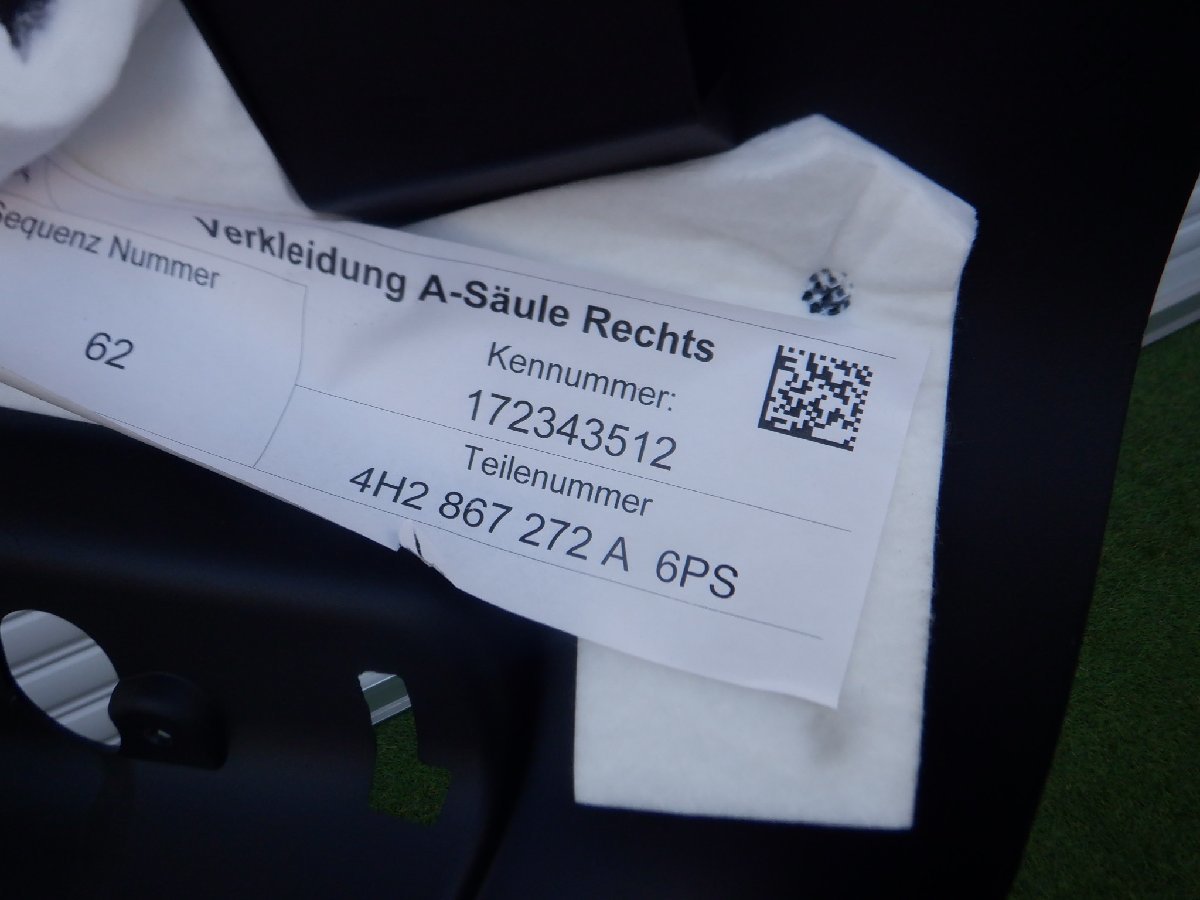 Sequenz Nummer
62
Verkleidung A-Säule Rechts
Kennummer:
172343512
Teilenummer
4H2 867 272 A 6PS